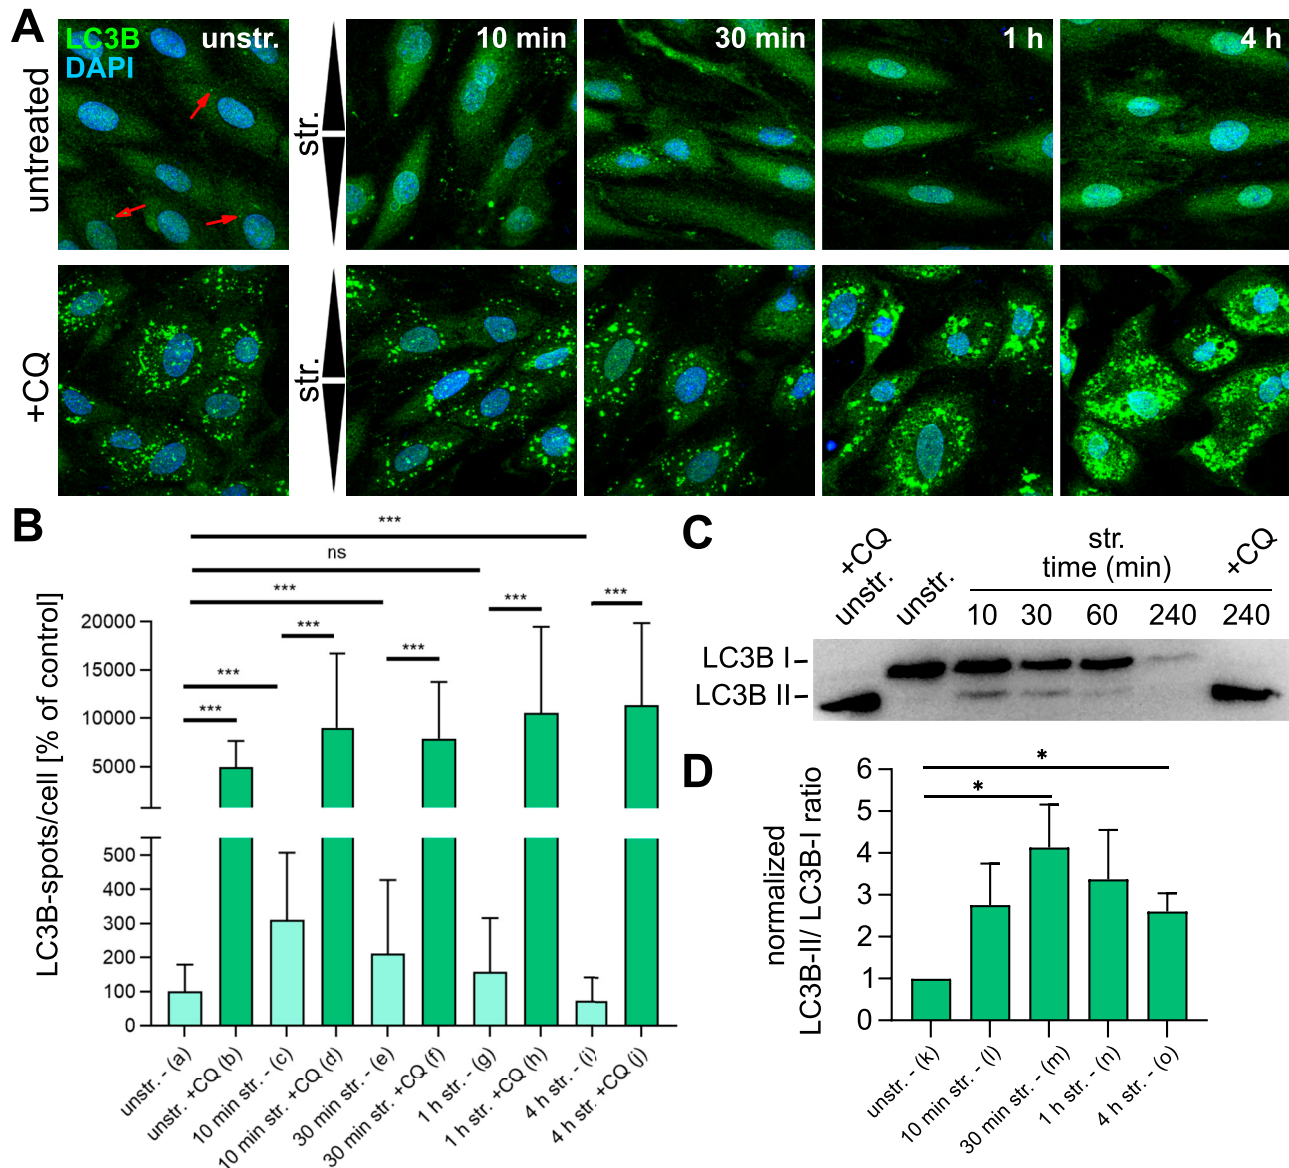 A
LC3B
DAPI
unstr.
10 min
30 min
1 h
4 h
untreated
str.
+CQ
str.
B
***
ns
***
***
***
***
***
***
***
LC3B-spots/cell [% of control]
20000
15000
10000
5000
500
400
300
200
100
0
unstr. - (a)
unstr. +CQ (b)
10 min str. - (c)
10 min str. +CQ (d)
30 min str. - (e)
30 min str. +CQ (f)
1 h str. - (g)
1 h str. +CQ (h)
4 h str. - (i)
4 h str. +CQ (j)
C
+CQ
unstr.
unstr.
str.
time (min)
+CQ
10 30 60 240 240
LC3B I
LC3B II
D
*
*
normalized
LC3B-II/ LC3B-I ratio
6
5
4
3
2
1
0
unstr. - (k)
10 min str. - (l)
30 min str. - (m)
1 h str. - (n)
4 h str. - (o)